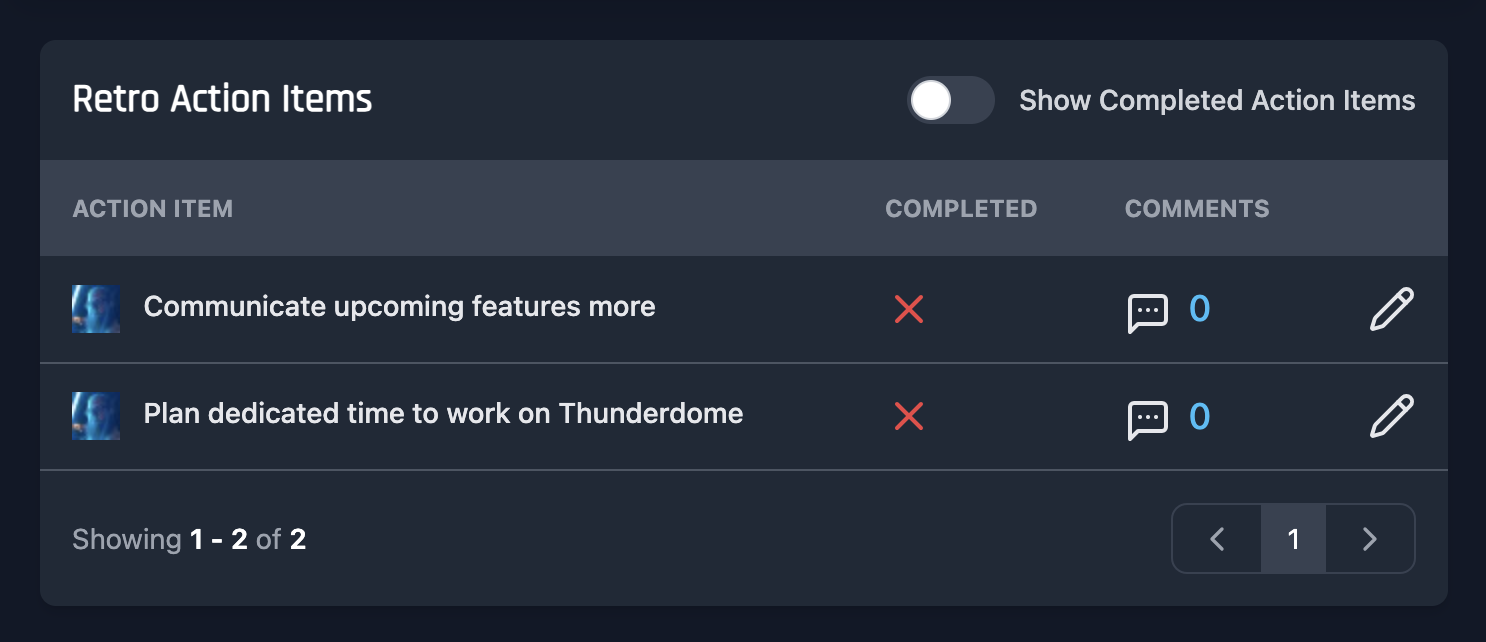 Retro Action Items
Show Completed Action Items
ACTION ITEM COMPLETED COMMENTS
Communicate upcoming features more 0
Plan dedicated time to work on Thunderdome 0
Showing 1 - 2 of 2
1